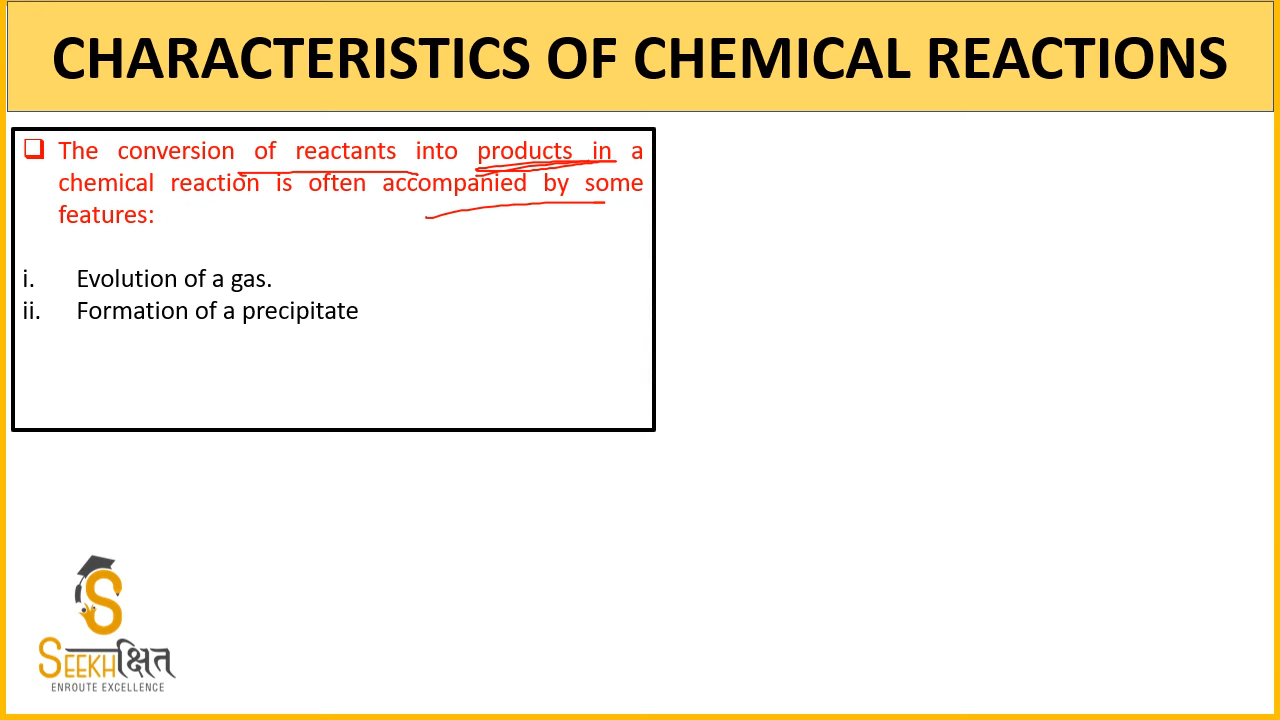 CHARACTERISTICS OF CHEMICAL REACTIONS
The conversion of reactants into products in a
chemical reaction is often accompanied by some
features:
i. Evolution of a gas.
ii. Formation of a precipitate
S
SEEKHक्षित
ENROUTE EXCELLENCE